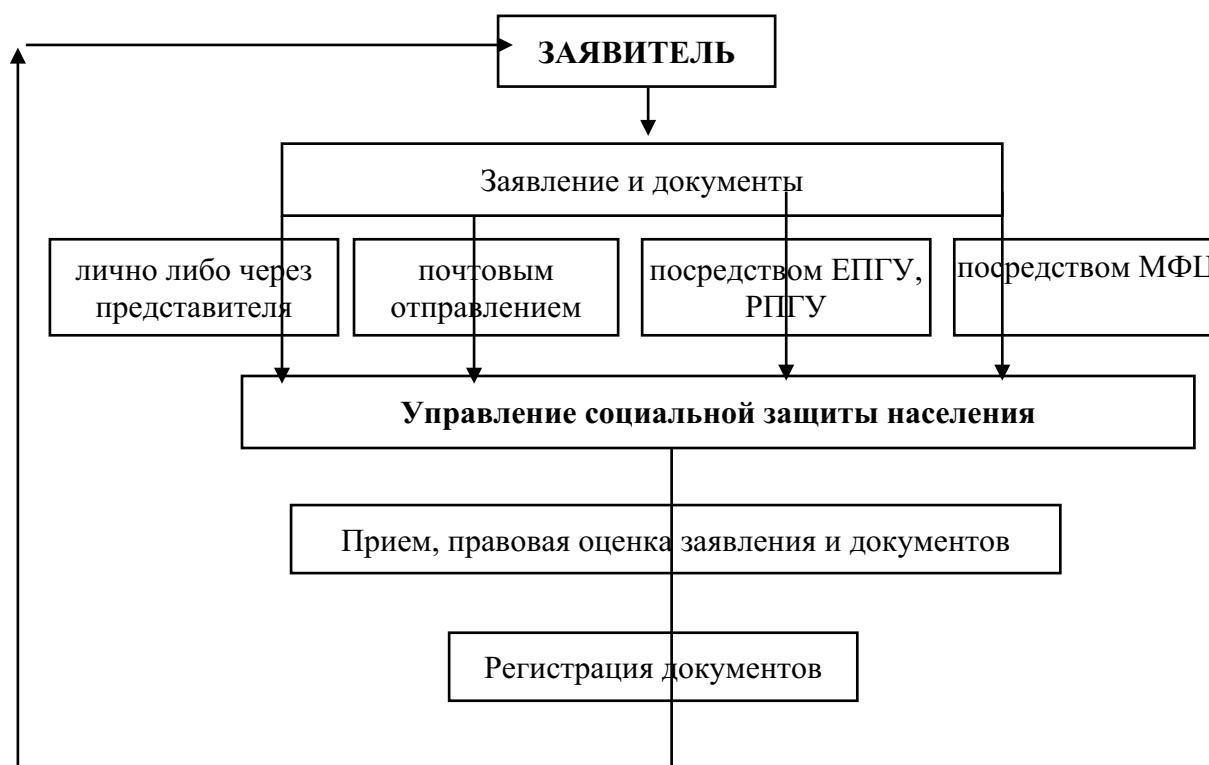 ЗАЯВИТЕЛЬ
Заявление и документы
лично либо через
представителя
почтовым
отправлением
посредством ЕПГУ,
РПГУ
посредством МФЦ
Управление социальной защиты населения
Прием, правовая оценка заявления и документов
Регистрация документов